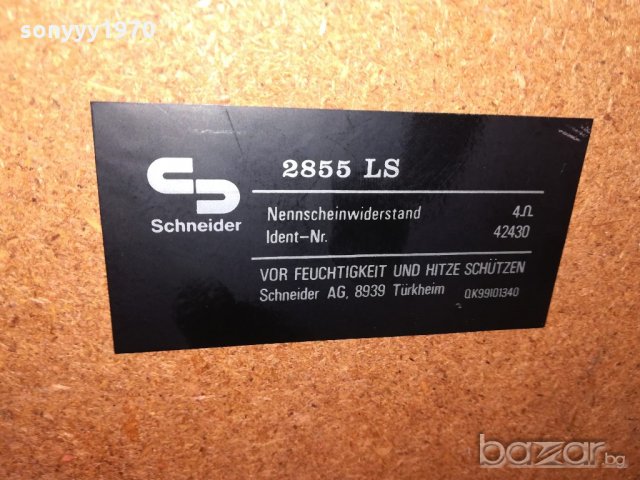 sonyyy1970
2855 LS
Schneider
Nennscheinwiderstand 4Ω
Ident-Nr. 42430
VOR FEUCHTIGKEIT UND HITZE SCHÜTZEN
Schneider AG, 8939 Türkheim QK99101340
bazar.bg